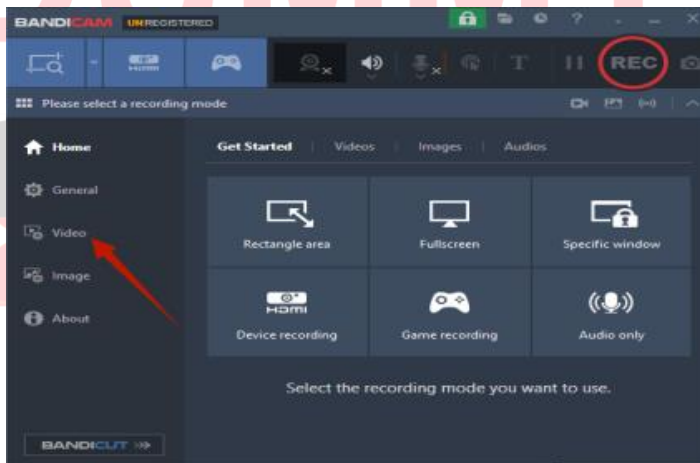 BANDICAM UNREGISTERED
HDMI T REC
Please select a recording mode
Home
General
Video
Image
About
BANDICUT
Get Started Videos Images Audios
Rectangle area Fullscreen Specific window
HDMI
Device recording Game recording Audio only
Select the recording mode you want to use.